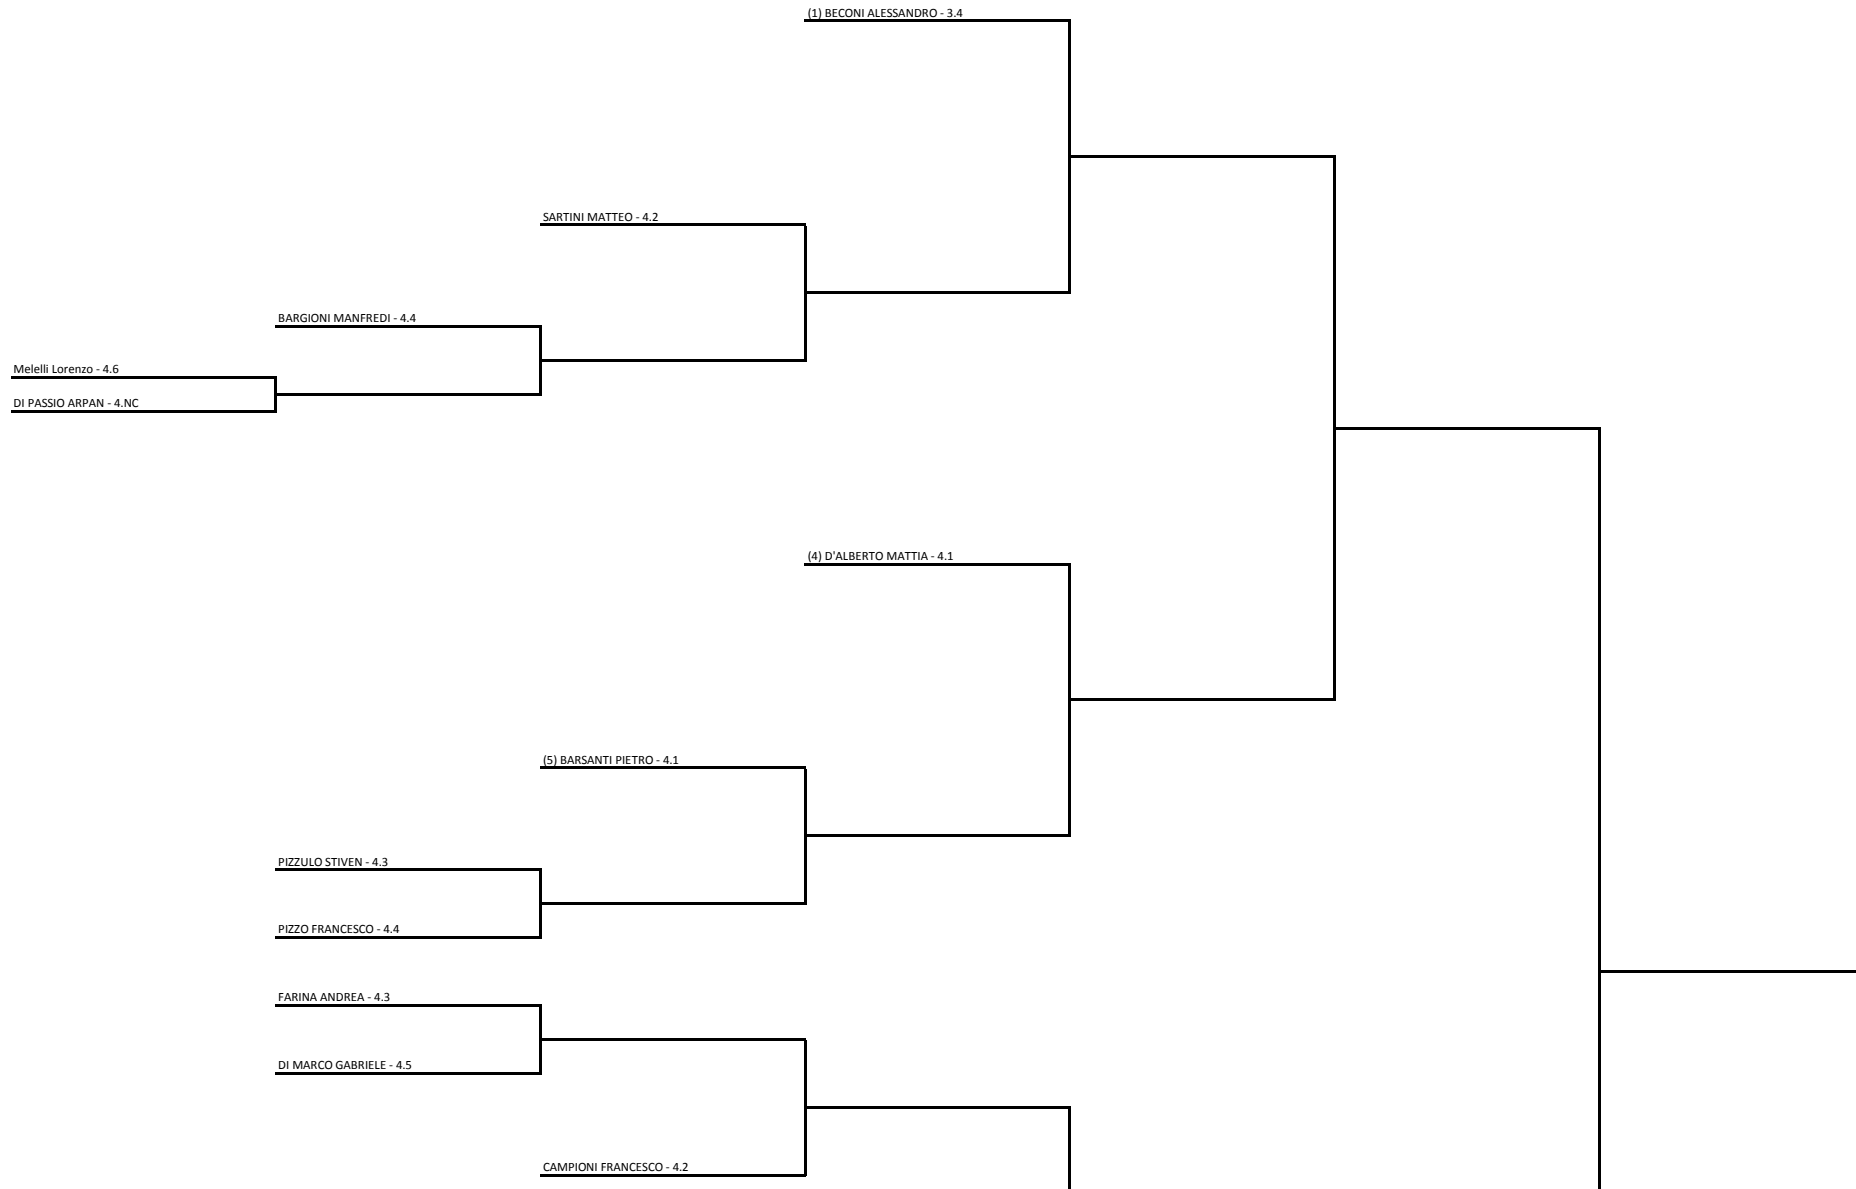 (1) BECONI ALESSANDRO - 3.4
SARTINI MATTEO - 4.2
BARGIONI MANFREDI - 4.4
Melelli Lorenzo - 4.6
DI PASSIO ARPAN - 4.NC
(4) D'ALBERTO MATTIA - 4.1
(5) BARSANTI PIETRO - 4.1
PIZZULO STIVEN - 4.3
PIZZO FRANCESCO - 4.4
FARINA ANDREA - 4.3
DI MARCO GABRIELE - 4.5
CAMPIONI FRANCESCO - 4.2